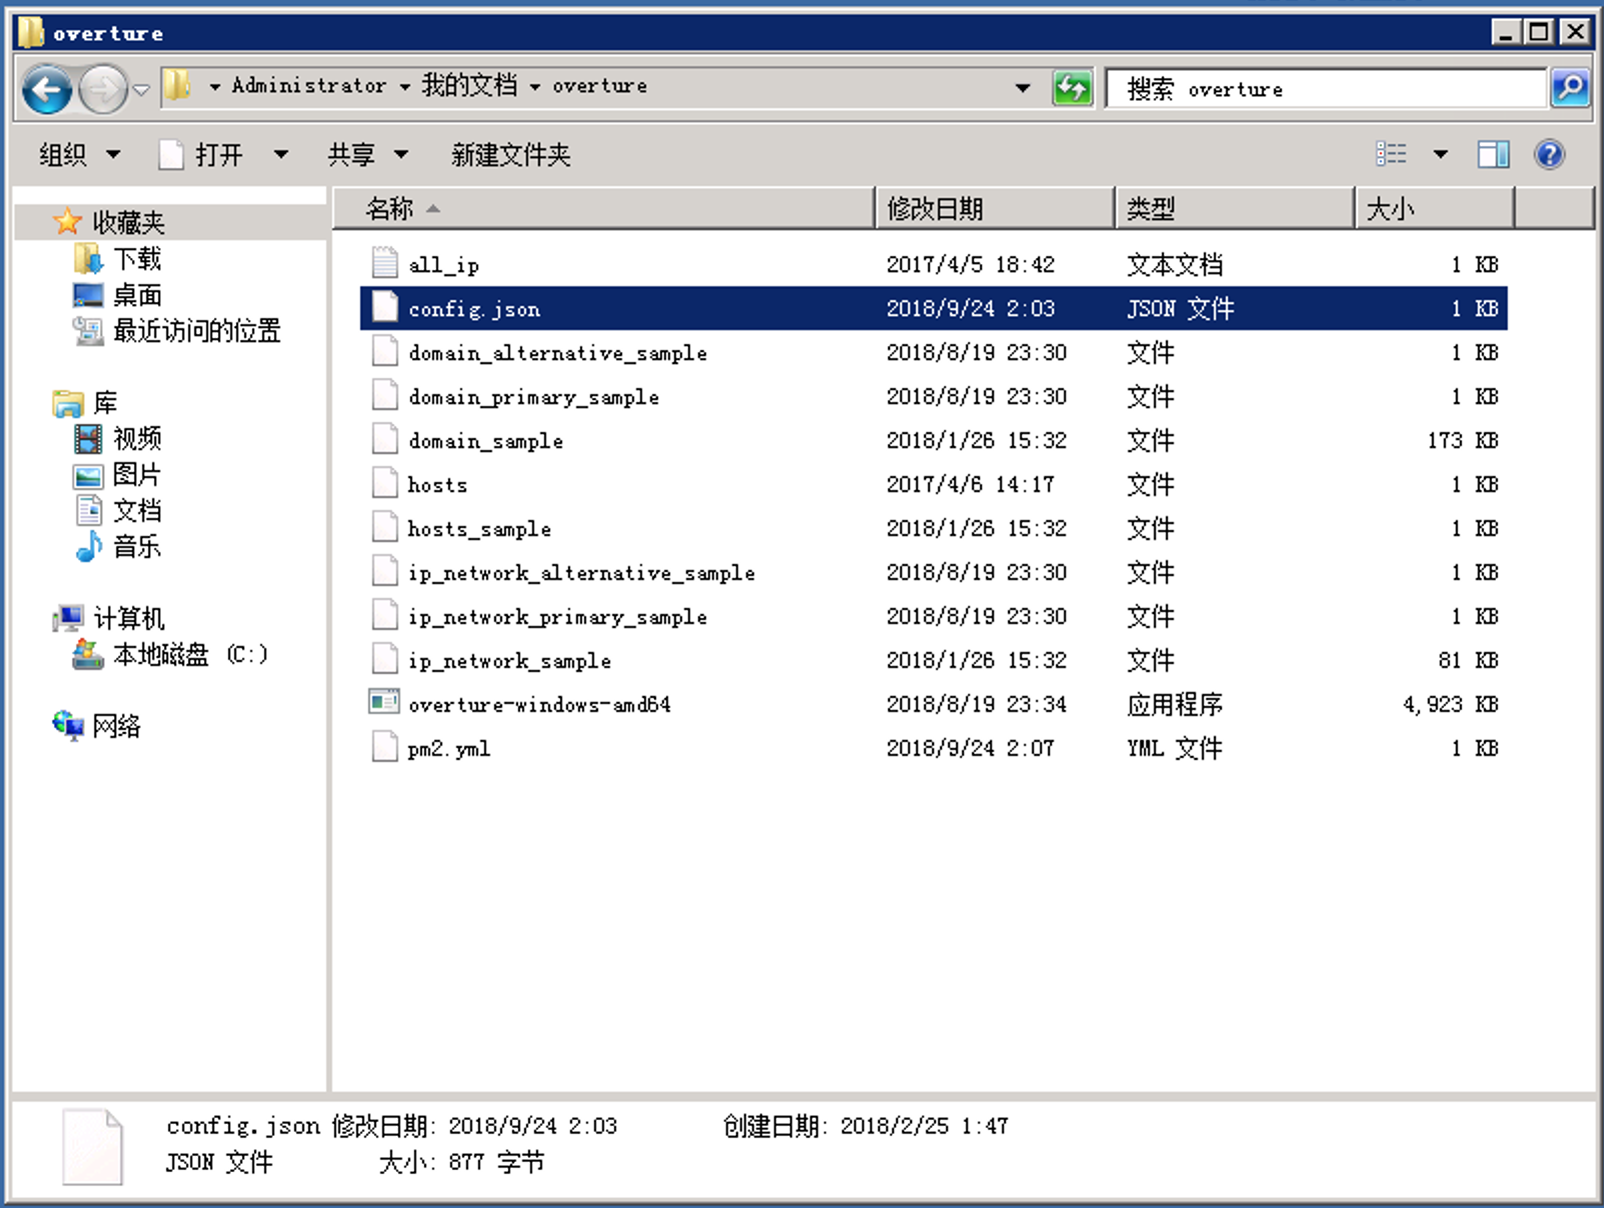 overture
Administrator 我的文档 overture
搜索 overture
组织 打开 共享 新建文件夹
收藏夹
下载
桌面
最近访问的位置
库
视频
图片
文档
音乐
计算机
本地磁盘 (C:)
网络
名称 修改日期 类型 大小
all_ip 2017/4/5 18:42 文本文档 1 KB
config.json 2018/9/24 2:03 JSON 文件 1 KB
domain_alternative_sample 2018/8/19 23:30 文件 1 KB
domain_primary_sample 2018/8/19 23:30 文件 1 KB
domain_sample 2018/1/26 15:32 文件 173 KB
hosts 2017/4/6 14:17 文件 1 KB
hosts_sample 2018/1/26 15:32 文件 1 KB
ip_network_alternative_sample 2018/8/19 23:30 文件 1 KB
ip_network_primary_sample 2018/8/19 23:30 文件 1 KB
ip_network_sample 2018/1/26 15:32 文件 81 KB
overture-windows-amd64 2018/8/19 23:34 应用程序 4,923 KB
pm2.yml 2018/9/24 2:07 YML 文件 1 KB
config.json 修改日期: 2018/9/24 2:03 创建日期: 2018/2/25 1:47
JSON 文件 大小: 877 字节